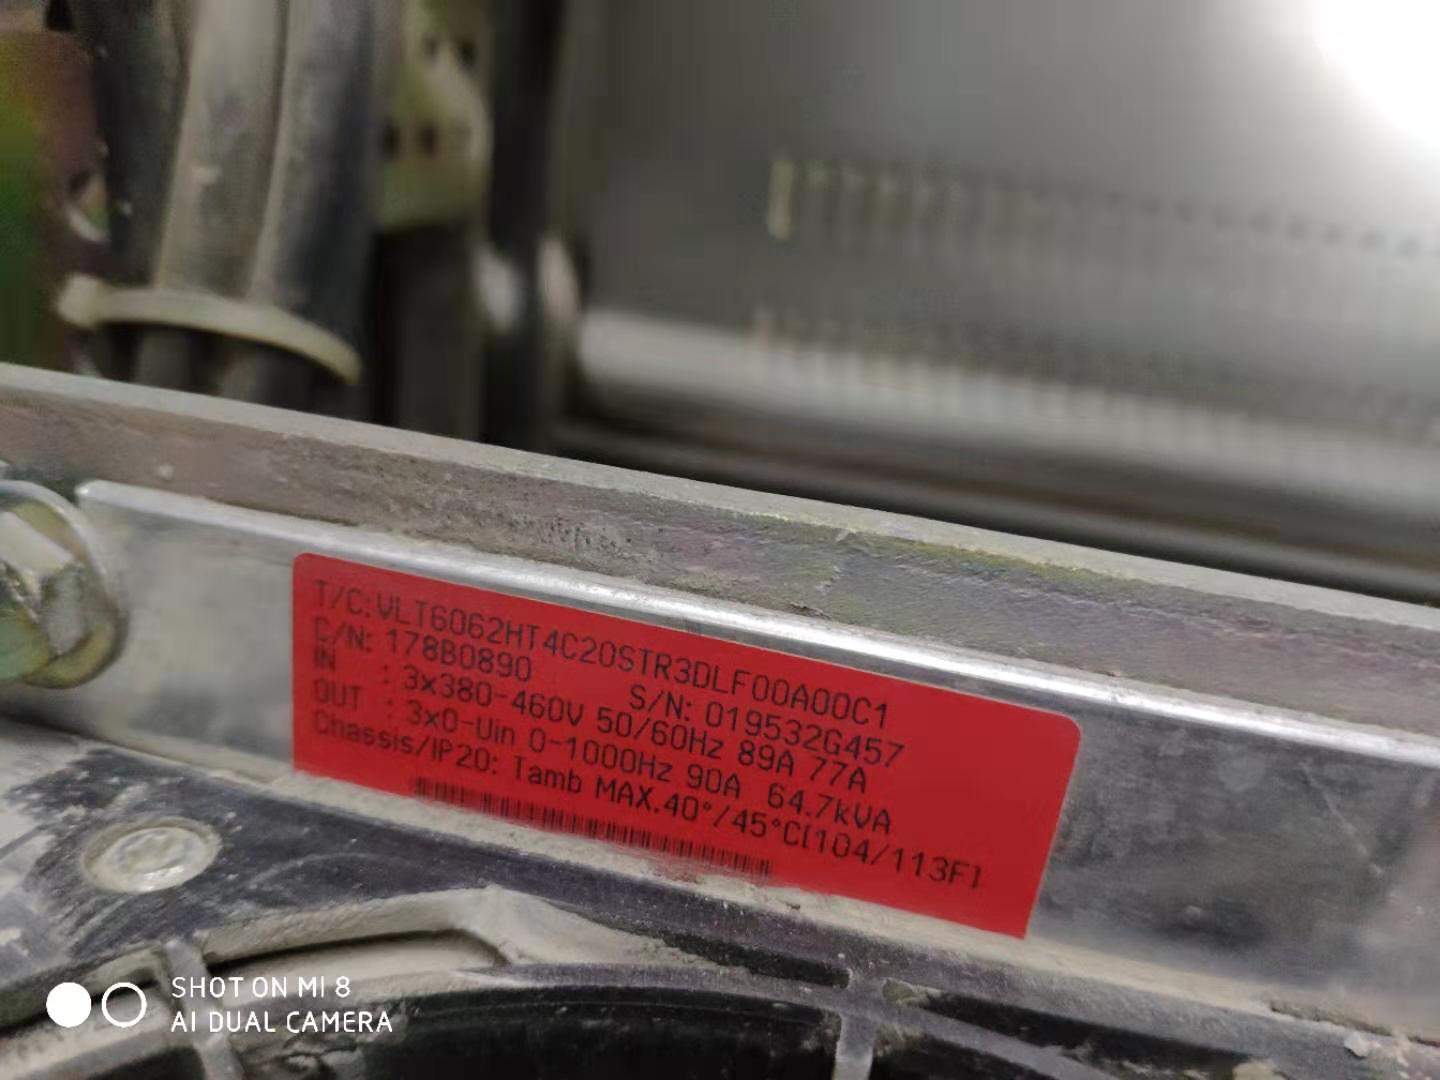 T/C: VLT6062HT4C20STR3DLF00A00C1
C/N: 178B0890 S/N: 019532G457
IN : 3x380-460V 50/60Hz 89A 77A
OUT : 3x0-Uin 0-1000Hz 90A 64.7kVA
Chassis/IP20: Tamb MAX.40°/45°C[104/113F]
SHOT ON MI 8
AI DUAL CAMERA